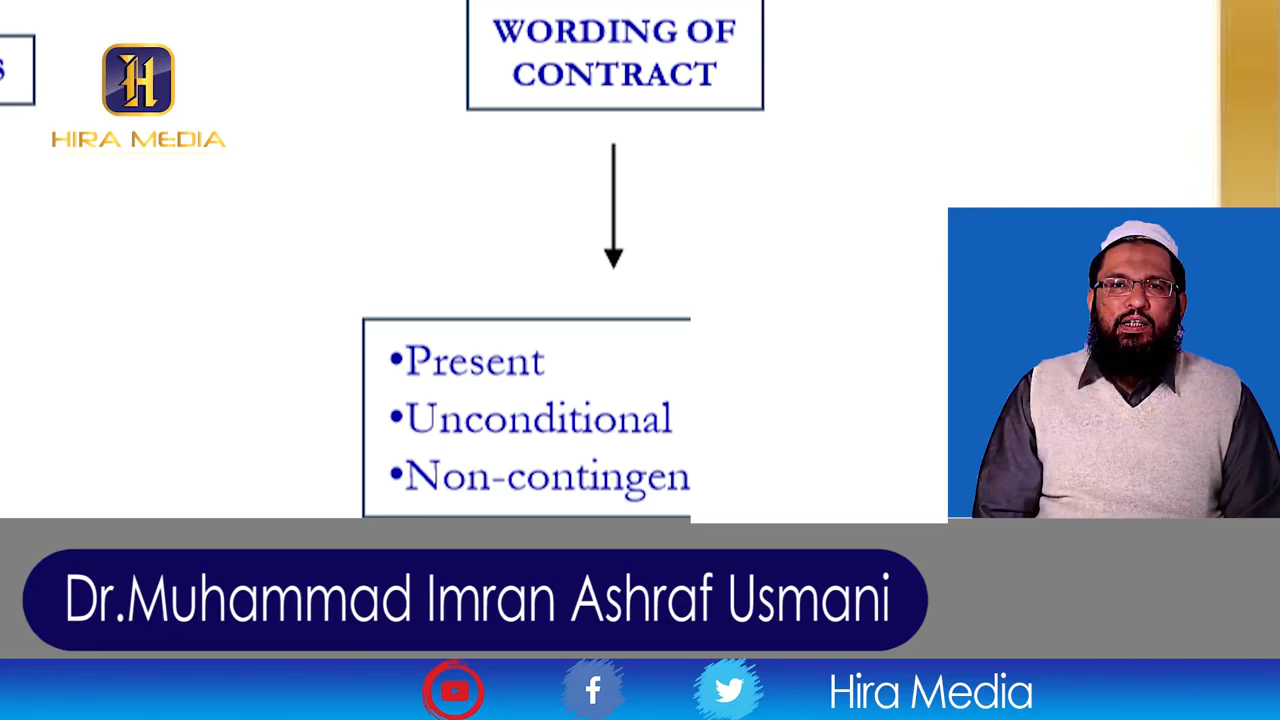 WORDING OF
CONTRACT
S
HIRA MEDIA
•Present
•Unconditional
•Non-contingen
Dr.Muhammad Imran Ashraf Usmani
Hira Media